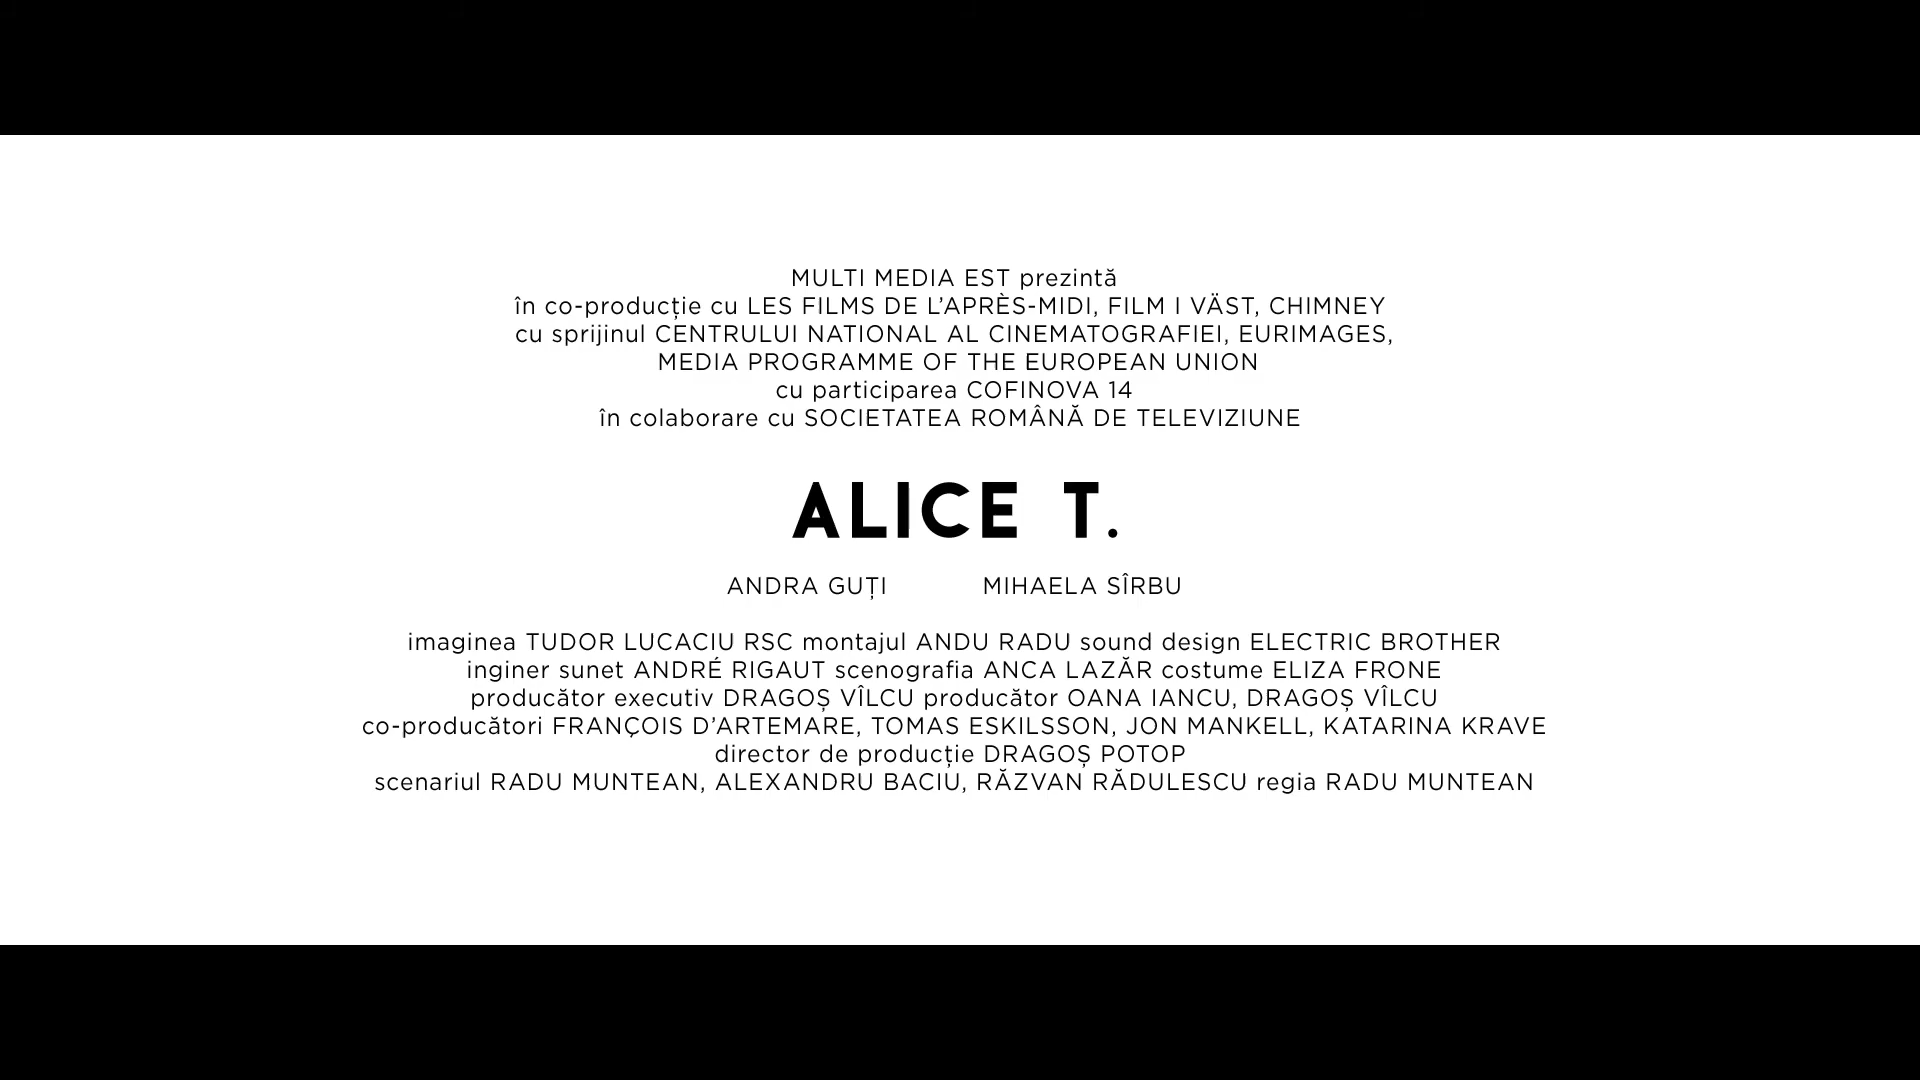 MULTI MEDIA EST prezintă
în co-producție cu LES FILMS DE L’APRÈS-MIDI, FILM I VÄST, CHIMNEY
cu sprijinul CENTRULUI NATIONAL AL CINEMATOGRAFIEI, EURIMAGES,
MEDIA PROGRAMME OF THE EUROPEAN UNION
cu participarea COFINOVA 14
în colaborare cu SOCIETATEA ROMÂNĂ DE TELEVIZIUNE
ALICE T.
ANDRA GUȚI MIHAELA SÎRBU
imaginea TUDOR LUCACIU RSC montajul ANDU RADU sound design ELECTRIC BROTHER
inginer sunet ANDRÉ RIGAUT scenografia ANCA LAZĂR costume ELIZA FRONE
producător executiv DRAGOȘ VÎLCU producător OANA IANCU, DRAGOȘ VÎLCU
co-producători FRANÇOIS D’ARTEMARE, TOMAS ESKILSSON, JON MANKELL, KATARINA KRAVE
director de producție DRAGOȘ POTOP
scenariul RADU MUNTEAN, ALEXANDRU BACIU, RĂZVAN RĂDULESCU regia RADU MUNTEAN